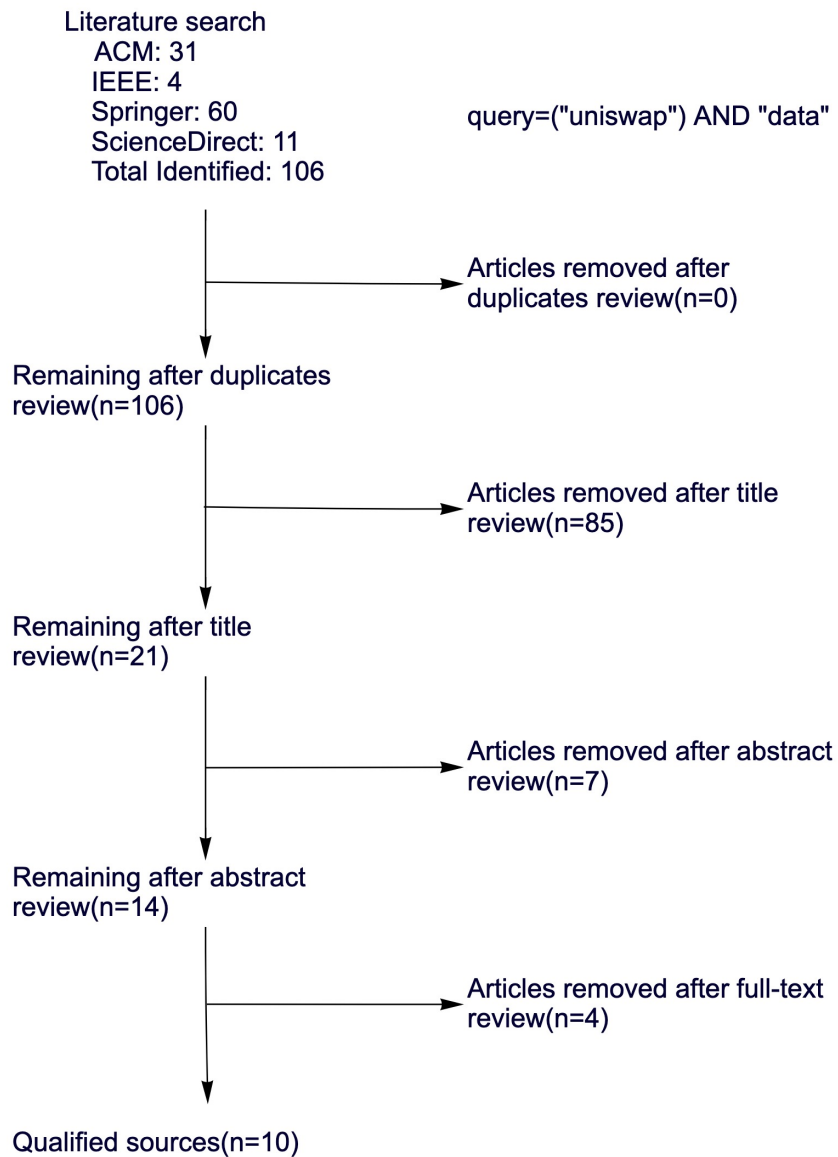 Literature search
ACM: 31
IEEE: 4
Springer: 60
ScienceDirect: 11
Total Identified: 106
query=("uniswap") AND "data"
Articles removed after
duplicates review(n=0)
Remaining after duplicates
review(n=106)
Articles removed after title
review(n=85)
Remaining after title
review(n=21)
Articles removed after abstract
review(n=7)
Remaining after abstract
review(n=14)
Articles removed after full-text
review(n=4)
Qualified sources(n=10)